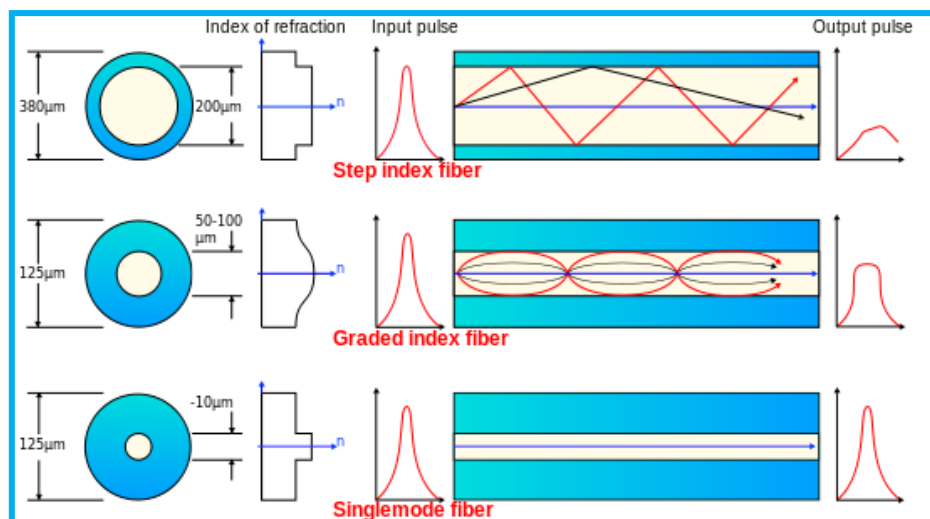 Index of refraction Input pulse Output pulse
380μm 200μm n
Step index fiber
50-100
μm
125μm n
Graded index fiber
-10μm
125μm n
Singlemode fiber